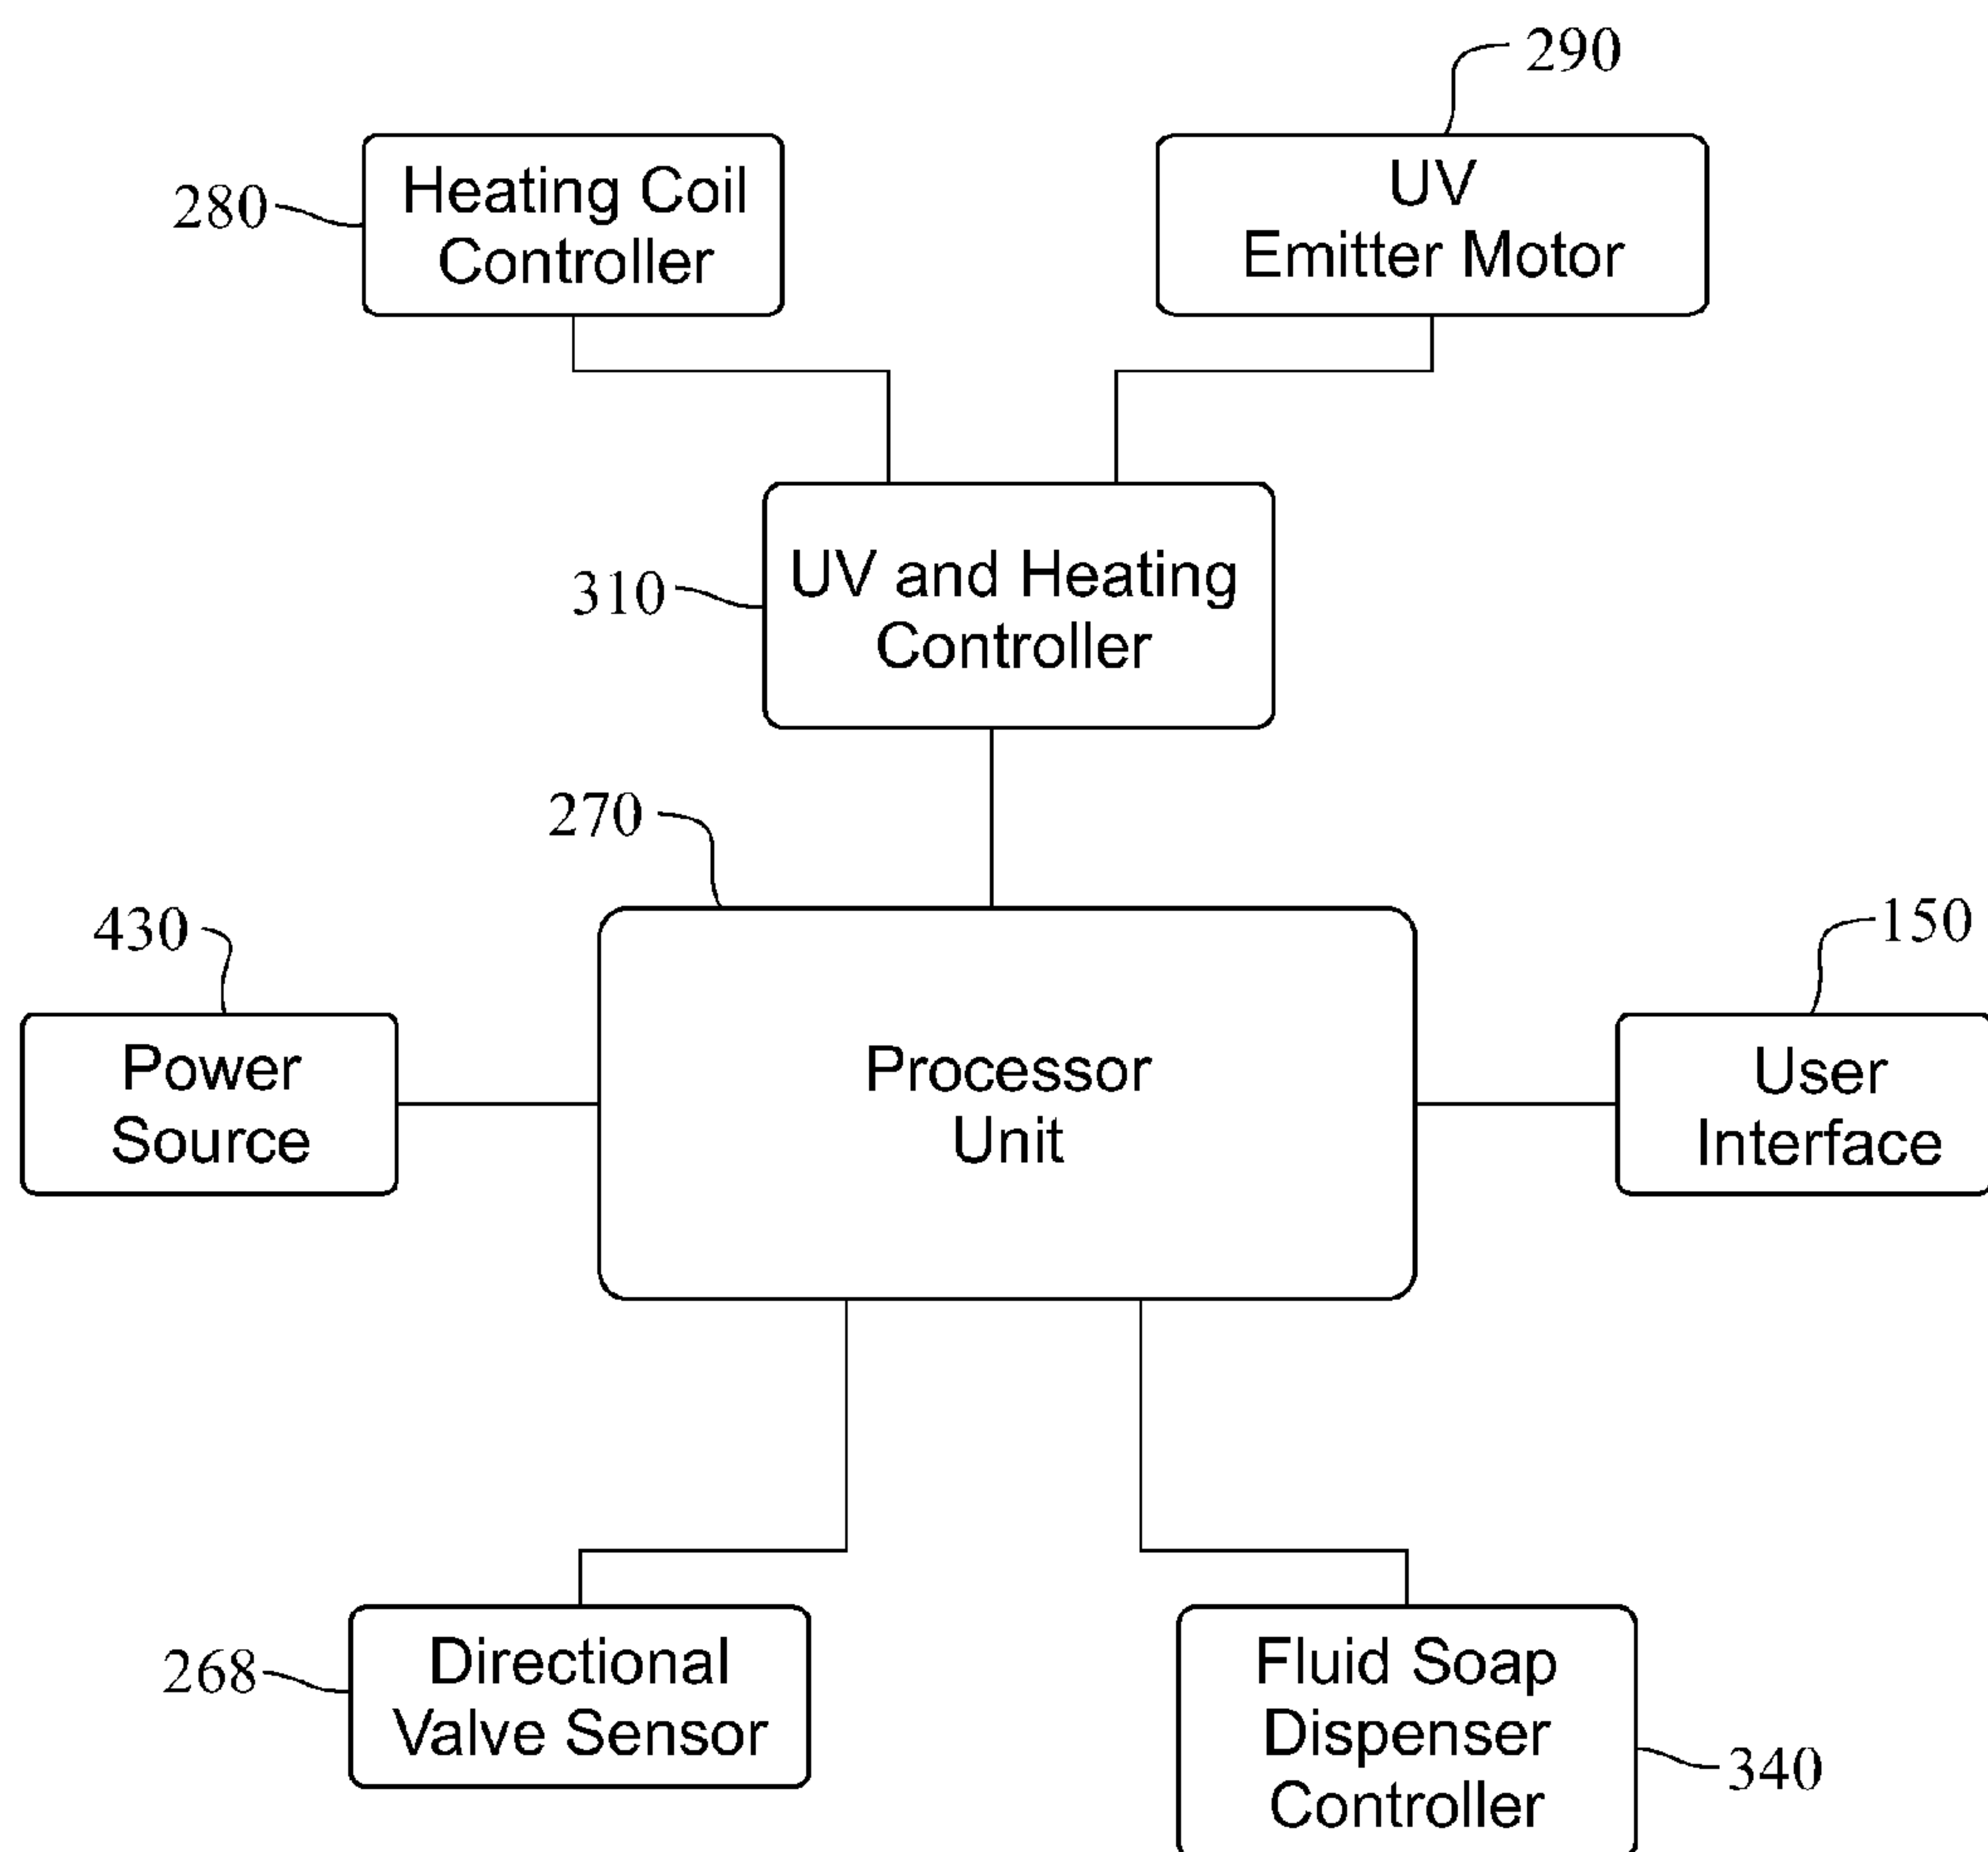 290
280
Heating Coil
Controller
UV
Emitter Motor
310
UV and Heating
Controller
270
430
150
Power
Source
Processor
Unit
User
Interface
268
Directional
Valve Sensor
Fluid Soap
Dispenser
Controller
340